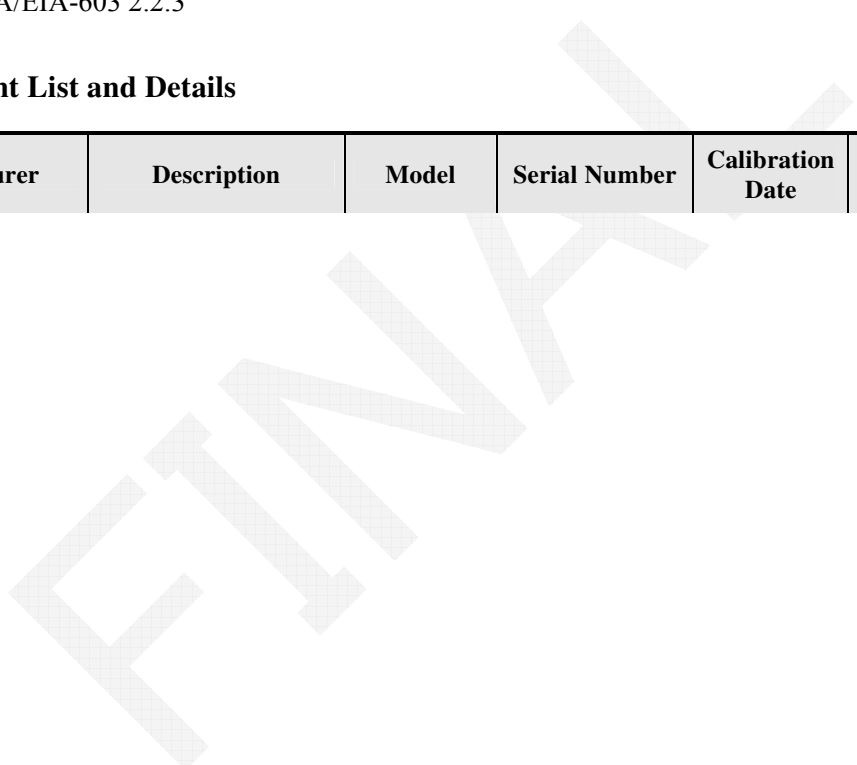 A/EIA-603 2.2.3
nt List and Details
urer Description Model Serial Number Calibration Date
FINAL